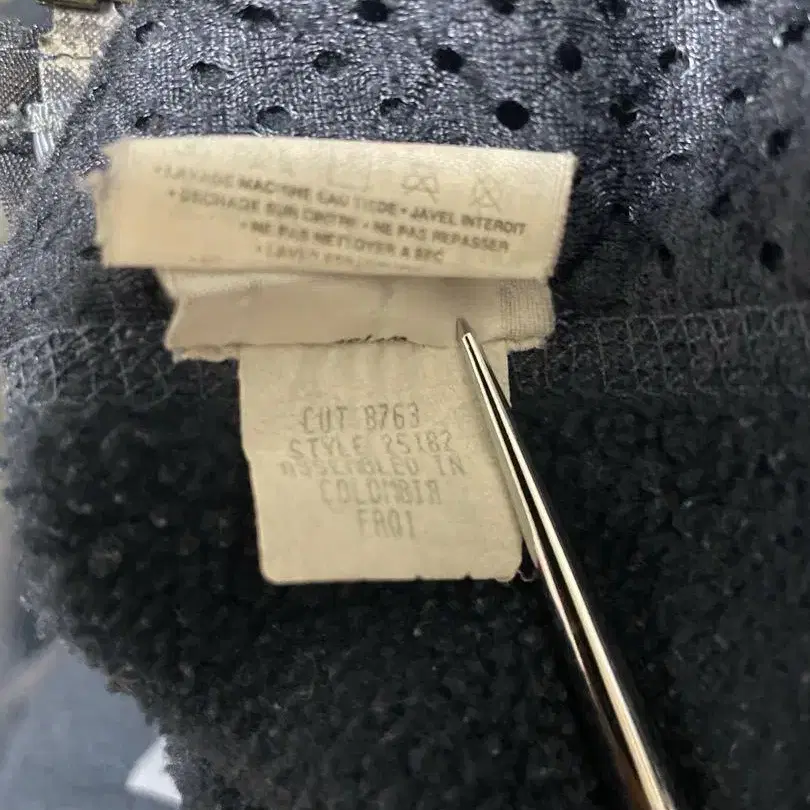 • LAVAGE MACHINE EAU TIEDE • JAVEL INTERDIT
• SECHAGE SUR CINTRE • NE PAS REPASSER
• NE PAS NETTOYER A SEC
• LAVER
CUT 8763
STYLE 25182
ASSEMBLED IN
COLOMBIA
FA01